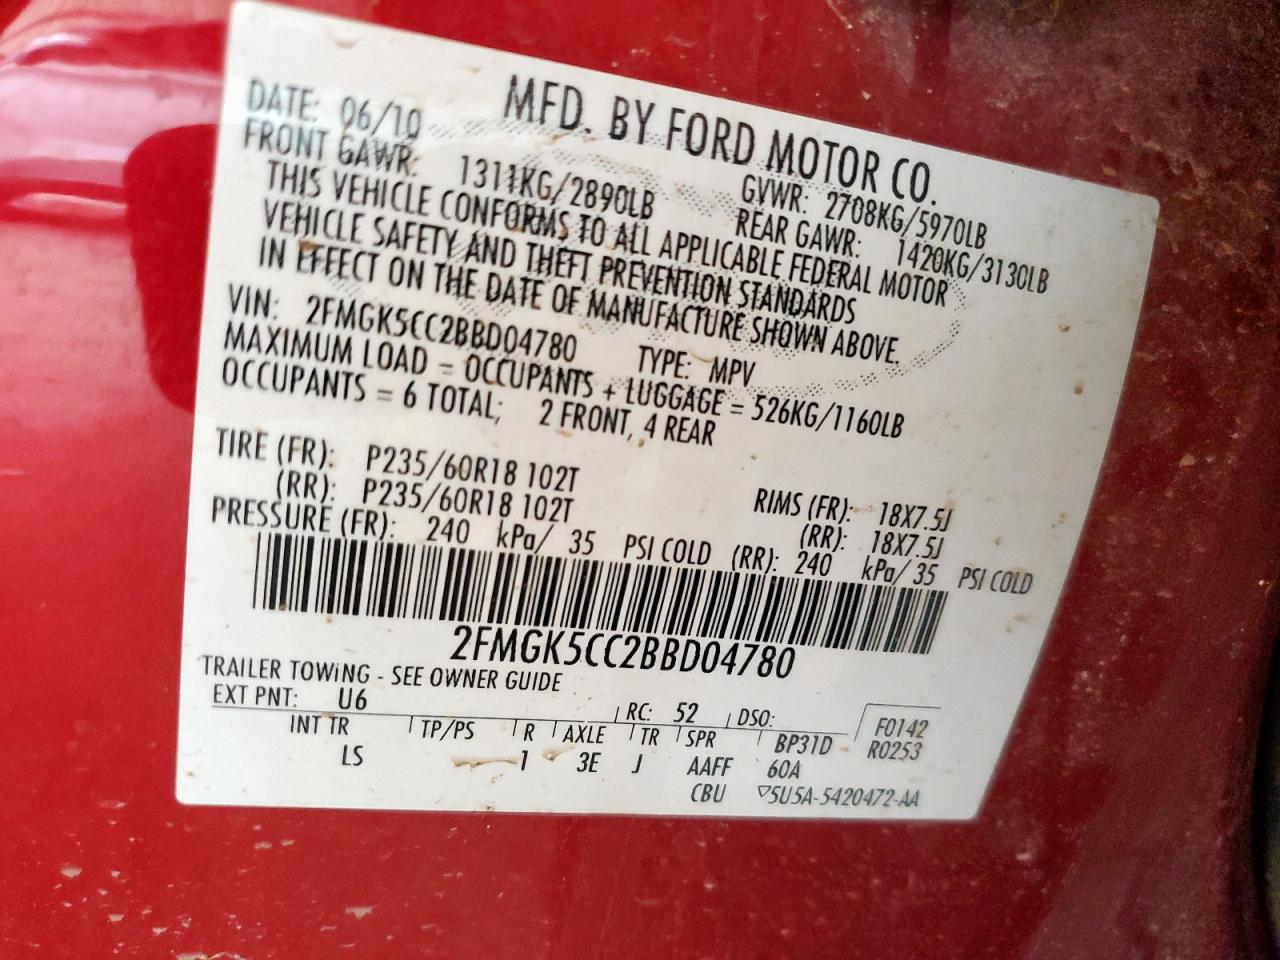 MFD. BY FORD MOTOR CO.
DATE: 06/10 GVWR: 2708KG/5970LB
FRONT GAWR: 1311KG/2890LB REAR GAWR: 1420KG/3130LB
THIS VEHICLE CONFORMS TO ALL APPLICABLE FEDERAL MOTOR
VEHICLE SAFETY AND THEFT PREVENTION STANDARDS
IN EFFECT ON THE DATE OF MANUFACTURE SHOWN ABOVE.
VIN: 2FMGK5CC2BBD04780 TYPE: MPV
MAXIMUM LOAD = OCCUPANTS + LUGGAGE = 526KG/1160LB
OCCUPANTS = 6 TOTAL; 2 FRONT, 4 REAR
TIRE (FR): P235/60R18 102T RIMS (FR): 18X7.5J
(RR): P235/60R18 102T (RR): 18X7.5J
PRESSURE (FR): 240 kPa/ 35 PSI COLD (RR): 240 kPa/ 35 PSI COLD
2FMGK5CC2BBD04780
TRAILER TOWING - SEE OWNER GUIDE
EXT PNT: U6 RC: 52 DSO: F0142
INT TR TP/PS R AXLE TR SPR BP31D R0253
LS 1 3E J AAFF 60A
CBU ▽5U5A-5420472-AA